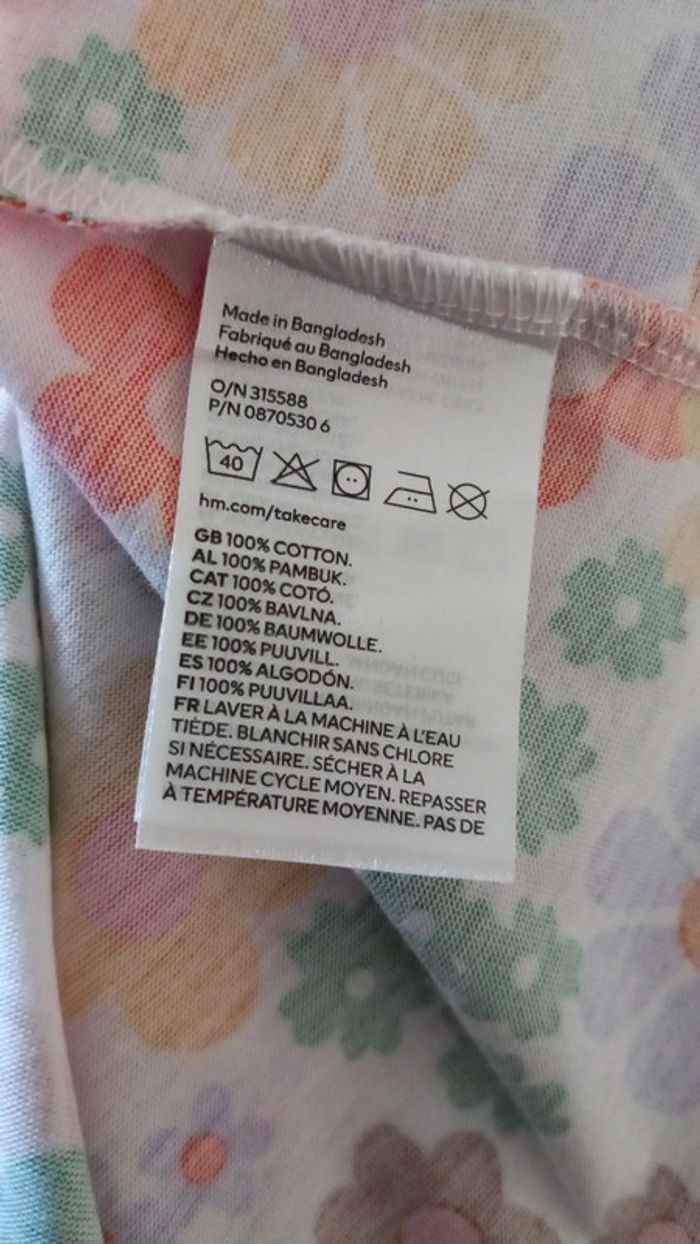 Made in Bangladesh
Fabriqué au Bangladesh
Hecho en Bangladesh
O/N 315588
P/N 0870530 6
40
hm.com/takecare
GB 100% COTTON.
AL 100% PAMBUK.
CAT 100% COTÓ.
CZ 100% BAVLNA.
DE 100% BAUMWOLLE.
EE 100% PUUVILL.
ES 100% ALGODÓN.
FI 100% PUUVILLAA.
FR LAVER À LA MACHINE À L'EAU
TIÈDE. BLANCHIR SANS CHLORE
SI NÉCESSAIRE. SÉCHER À LA
MACHINE CYCLE MOYEN. REPASSER
À TEMPÉRATURE MOYENNE. PAS DE